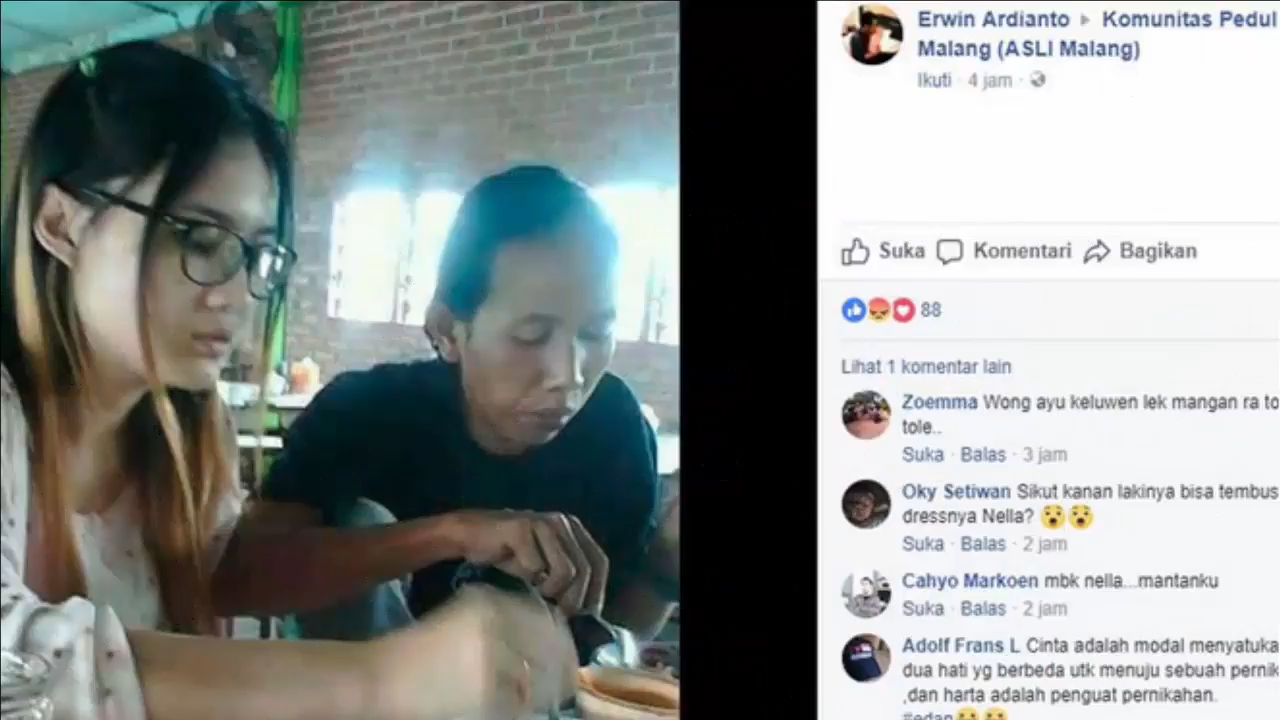 Erwin Ardianto ▸ Komunitas Pedul
Malang (ASLI Malang)
Ikuti · 4 jam ·
Suka Komentari Bagikan
88
Lihat 1 komentar lain
Zoemma Wong ayu keluwen lek mangan ra to
tole..
Suka · Balas · 3 jam
Oky Setiwan Sikut kanan lakinya bisa tembus
dressnya Nella? 😲😲
Suka · Balas · 2 jam
Cahyo Markoen mbk nella...mantanku
Suka · Balas · 2 jam
Adolf Frans L Cinta adalah modal menyatuka
dua hati yg berbeda utk menuju sebuah pernik
,dan harta adalah penguat pernikahan.
#edan